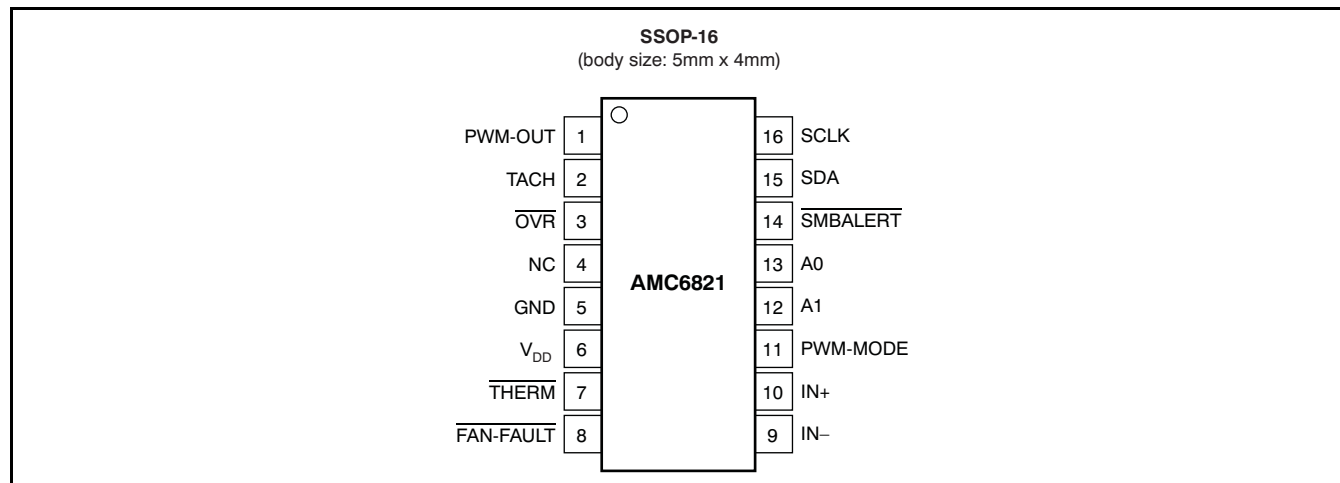 SSOP-16
(body size: 5mm x 4mm)
PWM-OUT 1
TACH 2
OVR 3
NC 4
GND 5
VDD 6
THERM 7
FAN-FAULT 8
AMC6821
16 SCLK
15 SDA
14 SMBALERT
13 A0
12 A1
11 PWM-MODE
10 IN+
9 IN−